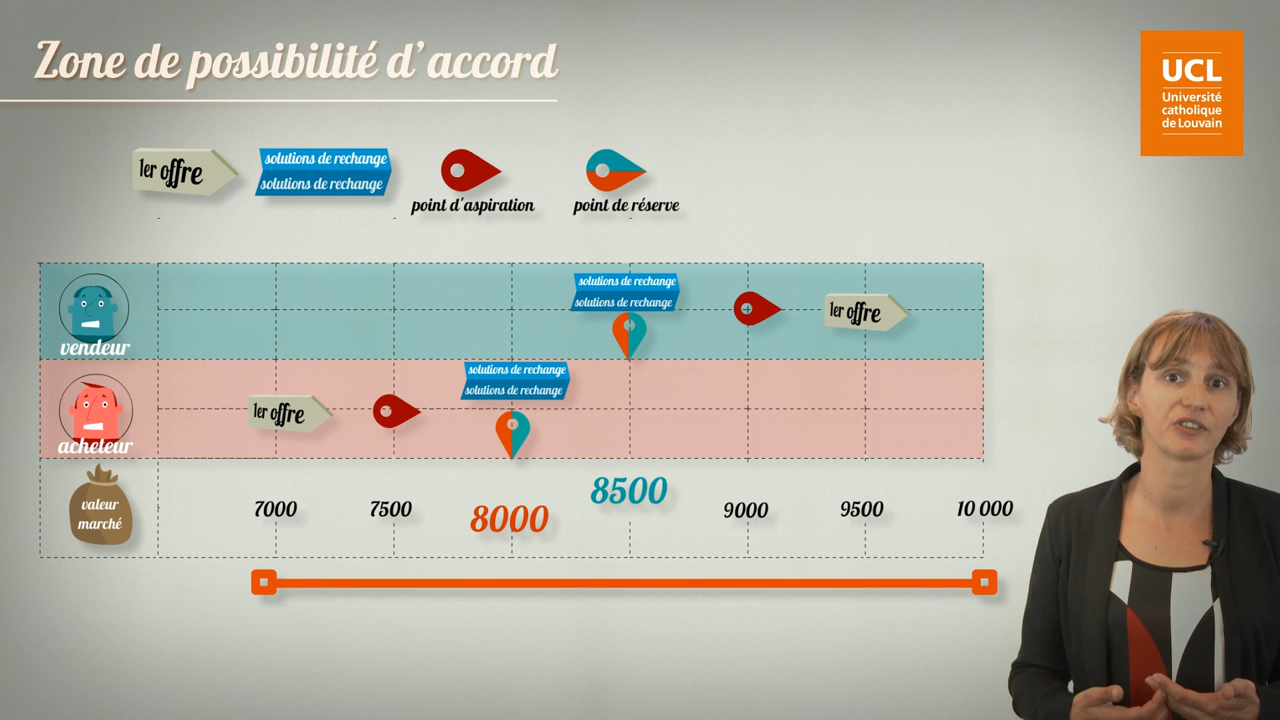 Zone de possibilité d'accord
UCL
Université
catholique
de Louvain
1er offre
solutions de rechange
solutions de rechange
point d'aspiration
point de réserve
solutions de rechange
solutions de rechange
1er offre
vendeur
solutions de rechange
solutions de rechange
1er offre
acheteur
valeur
marché
7000
7500
8000
8500
9000
9500
10 000